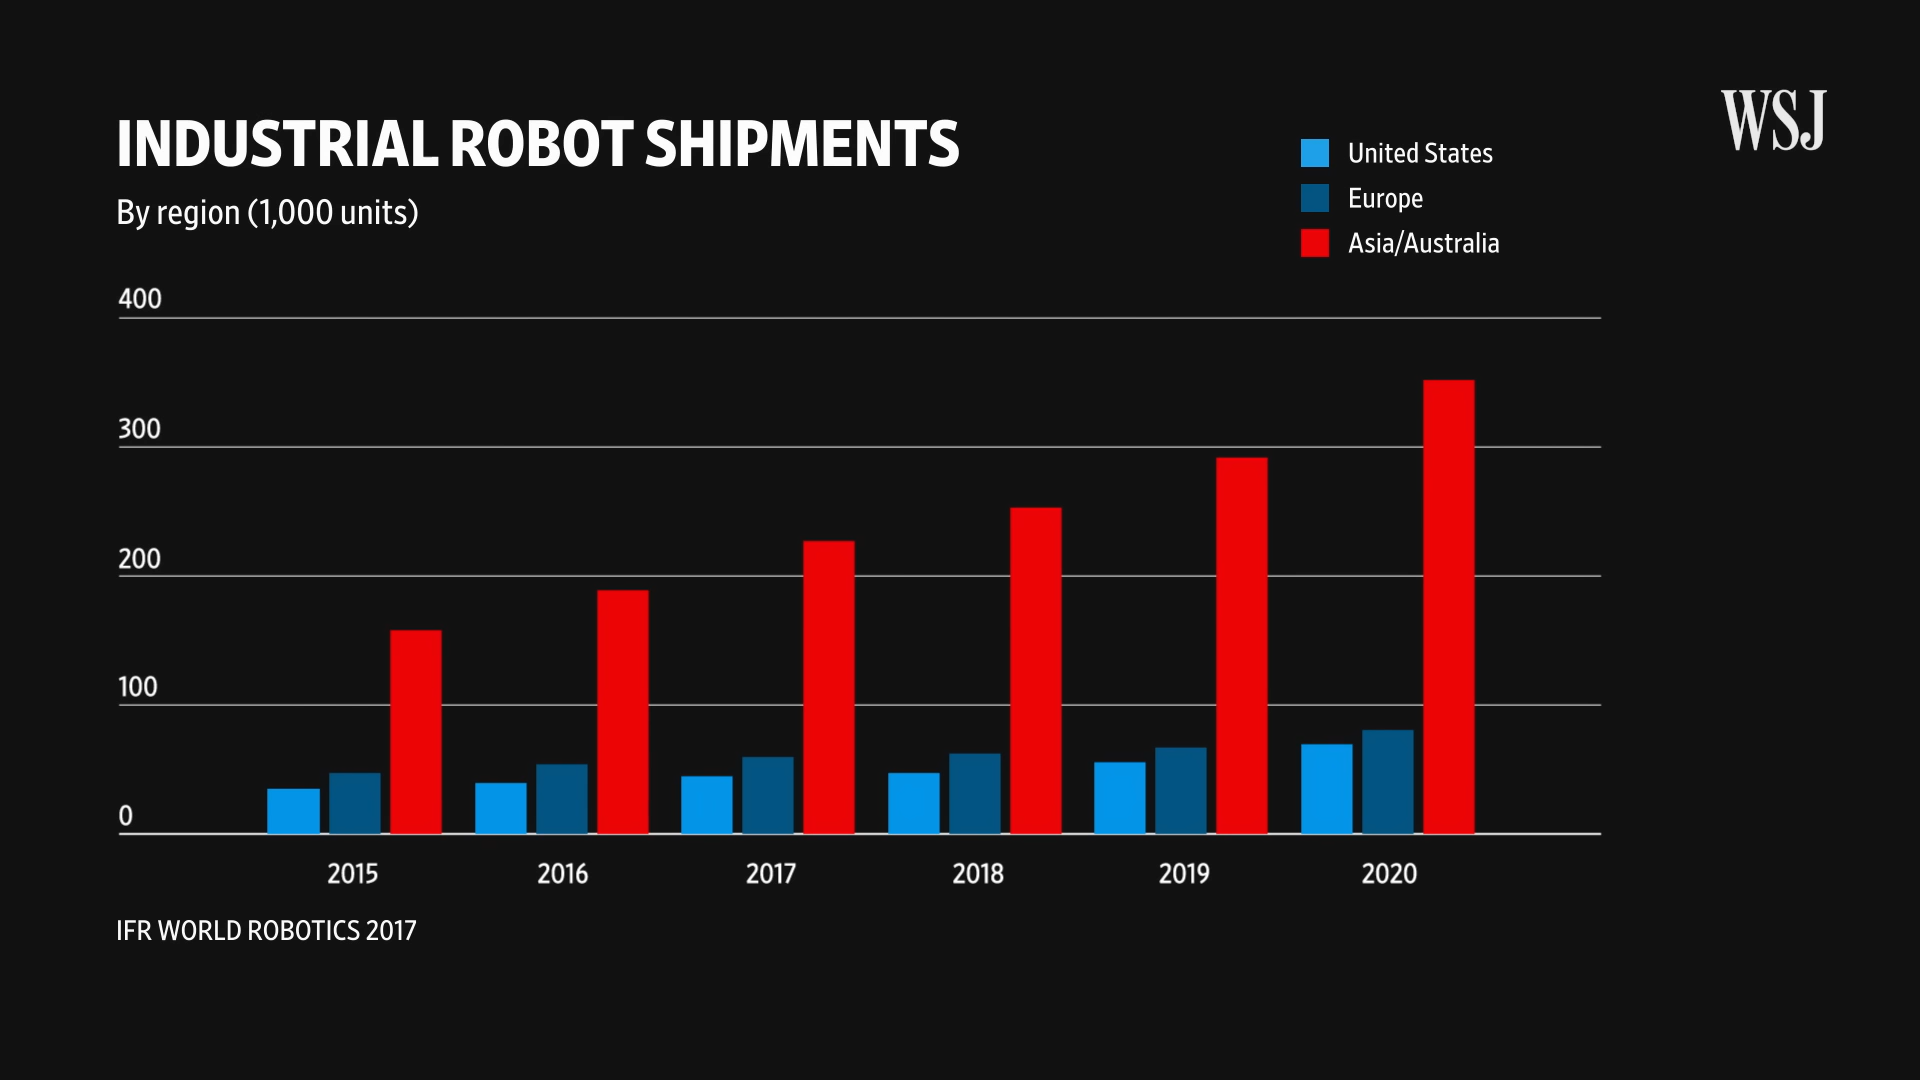 WSJ
INDUSTRIAL ROBOT SHIPMENTS
By region (1,000 units)
United States
Europe
Asia/Australia
400
300
200
100
0
2015 2016 2017 2018 2019 2020
IFR WORLD ROBOTICS 2017